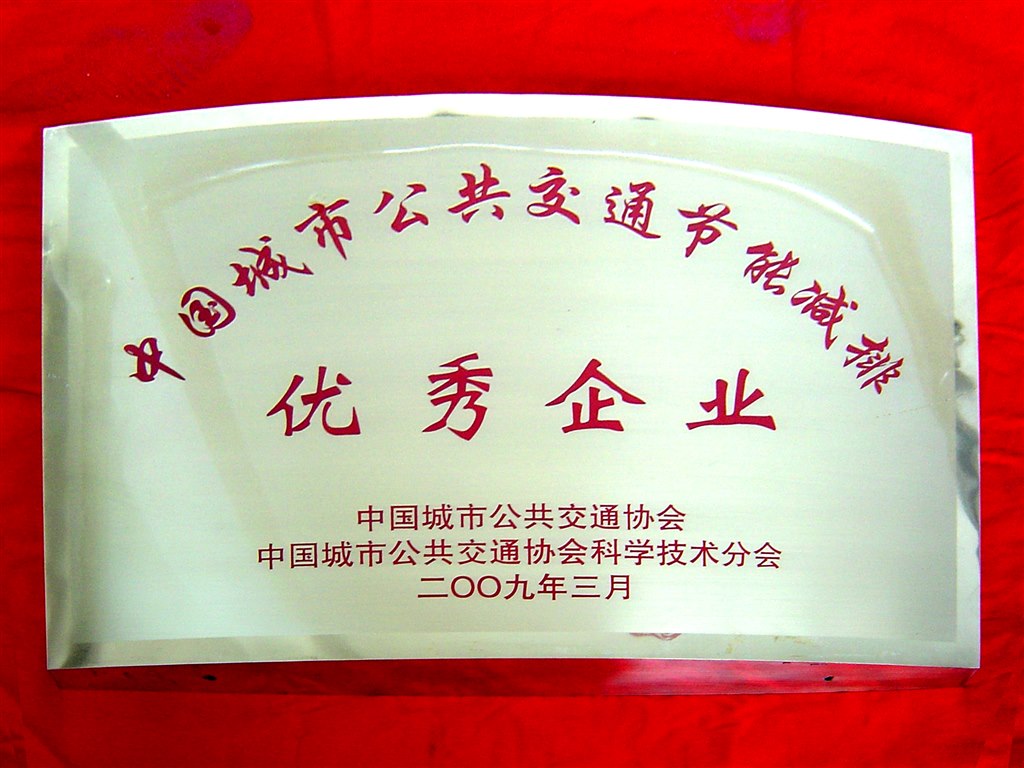 中国城市公共交通节能减排
优秀企业
中国城市公共交通协会
中国城市公共交通协会科学技术分会
二〇〇九年三月